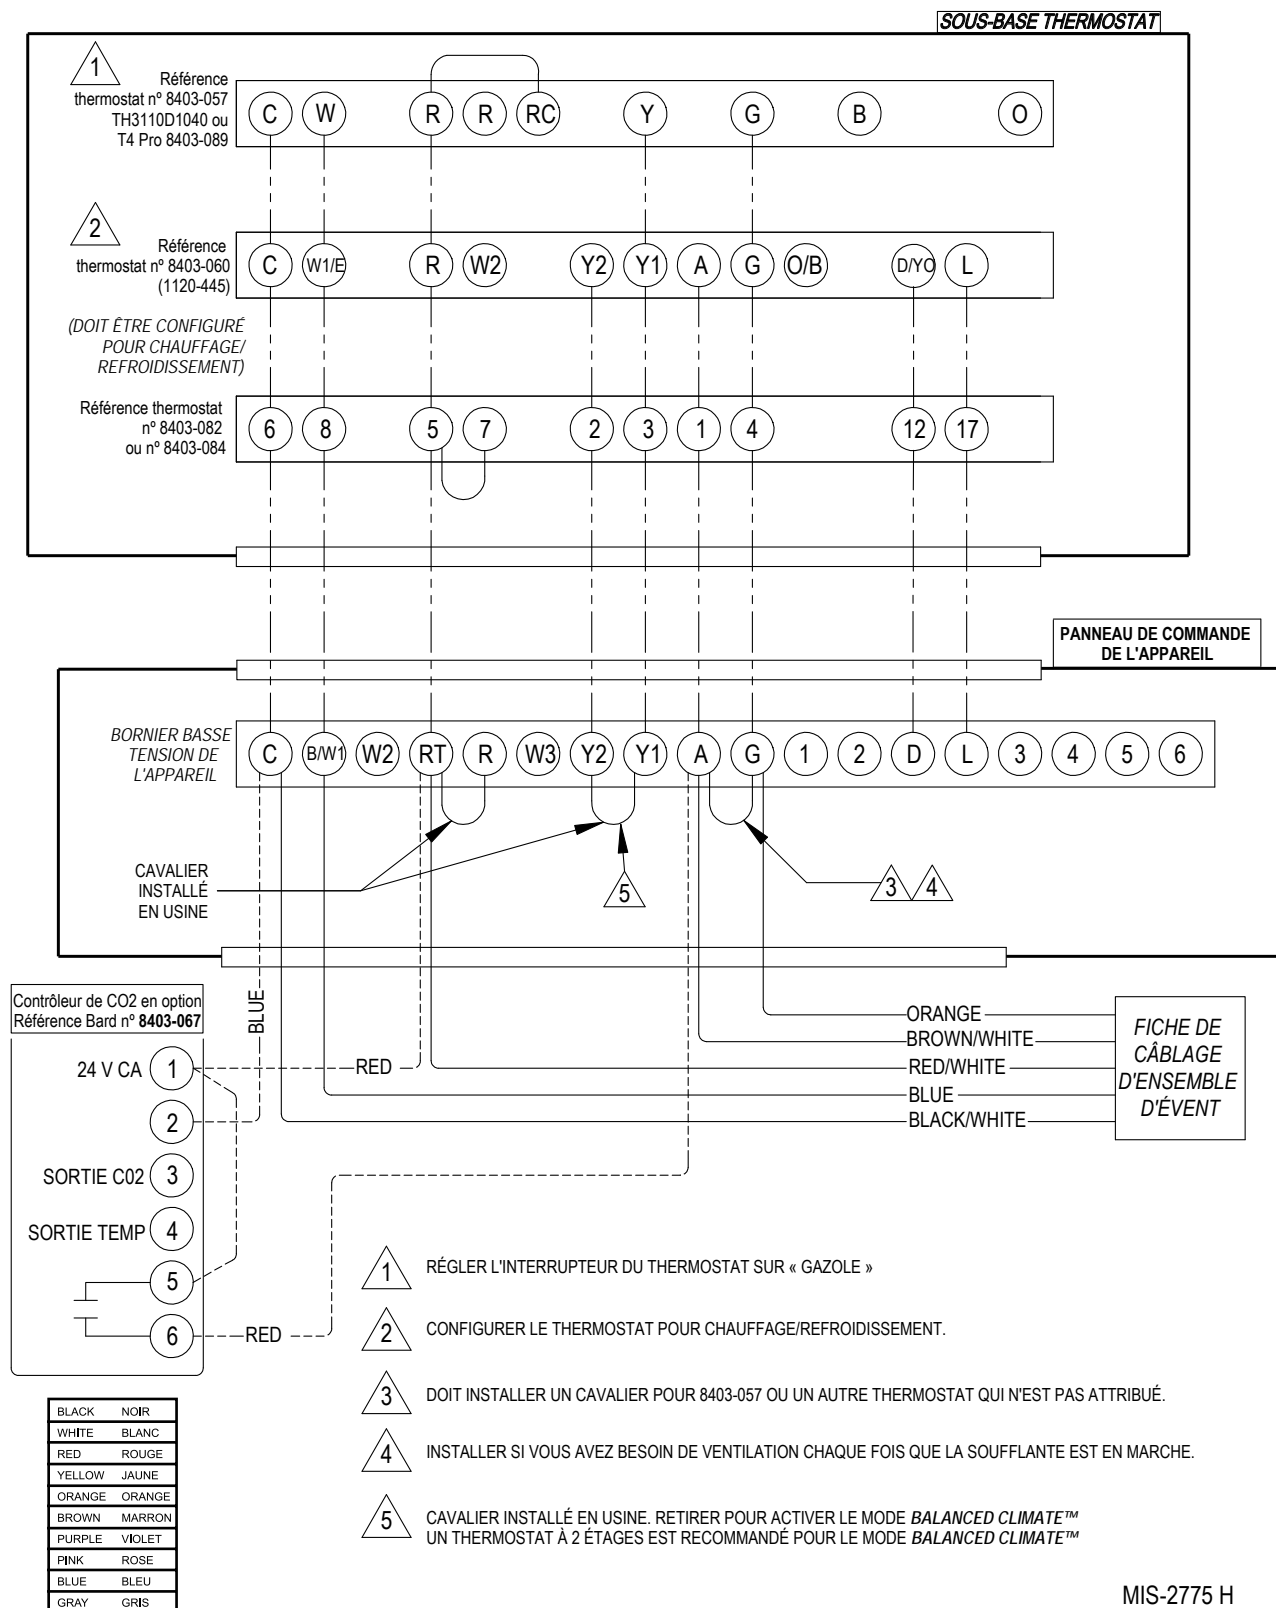 SOUS-BASE THERMOSTAT
1
Référence
thermostat nº 8403-057
TH3110D1040 ou
T4 Pro 8403-089
C W R R RC Y G B O
2
Référence
thermostat nº 8403-060
(1120-445)
C W1/E R W2 Y2 Y1 A G O/B D/YO L
(DOIT ÊTRE CONFIGURÉ
POUR CHAUFFAGE/
REFROIDISSEMENT)
Référence thermostat
nº 8403-082
ou nº 8403-084
6 8 5 7 2 3 1 4 12 17
PANNEAU DE COMMANDE
DE L'APPAREIL
BORNIER BASSE
TENSION DE
L'APPAREIL
C B/W1 W2 RT R W3 Y2 Y1 A G 1 2 D L 3 4 5 6
CAVALIER
INSTALLÉ
EN USINE
5
3 4
Contrôleur de CO2 en option
Référence Bard nº 8403-067
BLUE
24 V CA 1
RED
2
SORTIE C02 3
SORTIE TEMP 4
5
6
RED
ORANGE
BROWN/WHITE
RED/WHITE
BLUE
BLACK/WHITE
FICHE DE
CÂBLAGE
D'ENSEMBLE
D'ÉVENT
1 RÉGLER L'INTERRUPTEUR DU THERMOSTAT SUR « GAZOLE »
2 CONFIGURER LE THERMOSTAT POUR CHAUFFAGE/REFROIDISSEMENT.
3 DOIT INSTALLER UN CAVALIER POUR 8403-057 OU UN AUTRE THERMOSTAT QUI N'EST PAS ATTRIBUÉ.
4 INSTALLER SI VOUS AVEZ BESOIN DE VENTILATION CHAQUE FOIS QUE LA SOUFFLANTE EST EN MARCHE.
5 CAVALIER INSTALLÉ EN USINE. RETIRER POUR ACTIVER LE MODE BALANCED CLIMATE™
UN THERMOSTAT À 2 ÉTAGES EST RECOMMANDÉ POUR LE MODE BALANCED CLIMATE™
BLACK NOIR
WHITE BLANC
RED ROUGE
YELLOW JAUNE
ORANGE ORANGE
BROWN MARRON
PURPLE VIOLET
PINK ROSE
BLUE BLEU
GRAY GRIS
MIS-2775 H